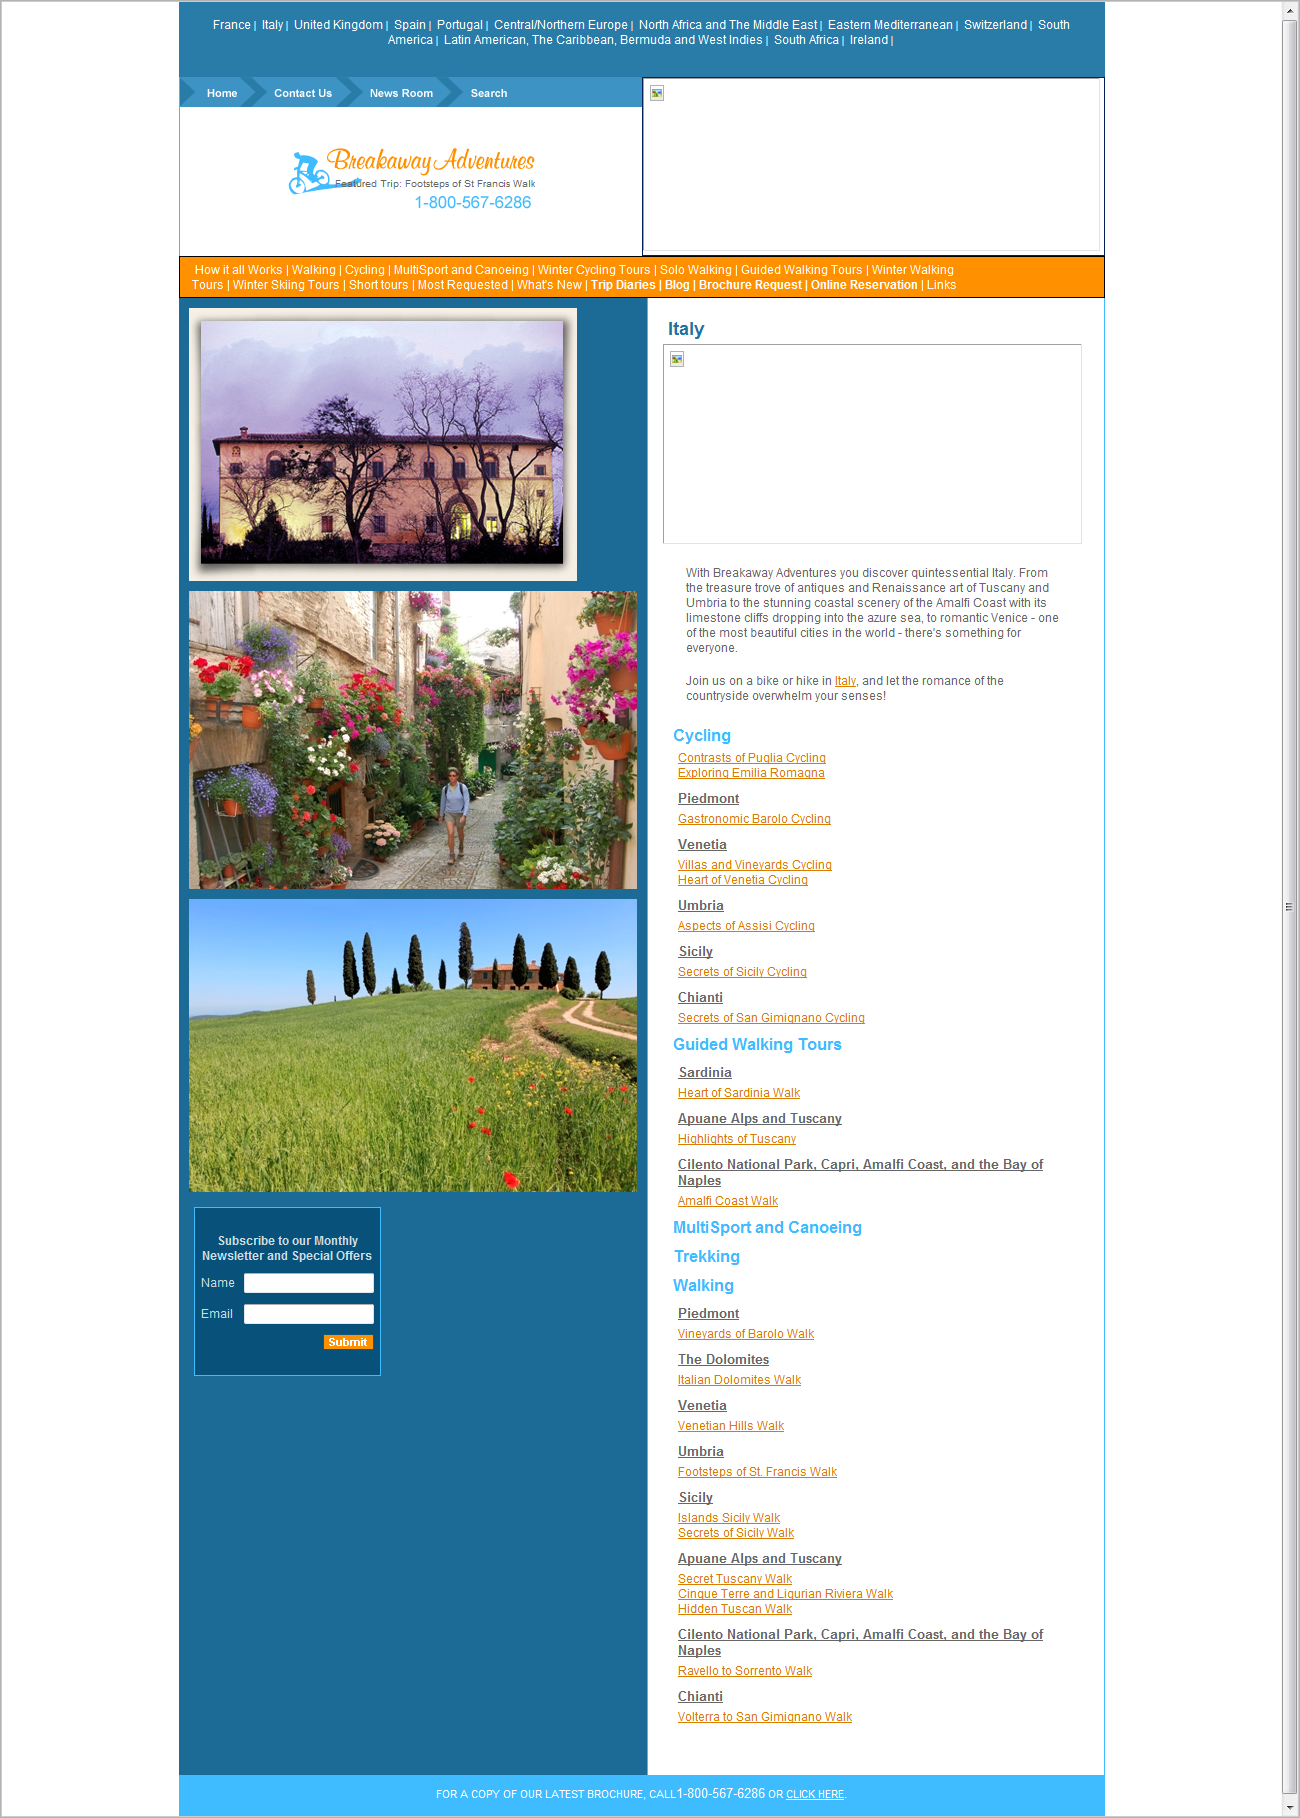 France | Italy | United Kingdom | Spain | Portugal | Central/Northern Europe | North Africa and The Middle East | Eastern Mediterranean | Switzerland | South
America | Latin American, The Caribbean, Bermuda and West Indies | South Africa | Ireland |
Home Contact Us News Room Search
Breakaway Adventures
Featured Trip: Footsteps of St Francis Walk
1-800-567-6286
How it all Works | Walking | Cycling | MultiSport and Canoeing | Winter Cycling Tours | Solo Walking | Guided Walking Tours | Winter Walking
Tours | Winter Skiing Tours | Short tours | Most Requested | What's New | Trip Diaries | Blog | Brochure Request | Online Reservation | Links
Italy
With Breakaway Adventures you discover quintessential Italy. From
the treasure trove of antiques and Renaissance art of Tuscany and
Umbria to the stunning coastal scenery of the Amalfi Coast with its
limestone cliffs dropping into the azure sea, to romantic Venice - one
of the most beautiful cities in the world - there's something for
everyone.
Join us on a bike or hike in Italy, and let the romance of the
countryside overwhelm your senses!
Cycling
Contrasts of Puglia Cycling
Exploring Emilia Romagna
Piedmont
Gastronomic Barolo Cycling
Venetia
Villas and Vineyards Cycling
Heart of Venetia Cycling
Umbria
Aspects of Assisi Cycling
Sicily
Secrets of Sicily Cycling
Chianti
Secrets of San Gimignano Cycling
Guided Walking Tours
Sardinia
Heart of Sardinia Walk
Apuane Alps and Tuscany
Highlights of Tuscany
Cilento National Park, Capri, Amalfi Coast, and the Bay of
Naples
Amalfi Coast Walk
MultiSport and Canoeing
Trekking
Walking
Piedmont
Vineyards of Barolo Walk
The Dolomites
Italian Dolomites Walk
Venetia
Venetian Hills Walk
Umbria
Footsteps of St. Francis Walk
Sicily
Islands Sicily Walk
Secrets of Sicily Walk
Apuane Alps and Tuscany
Secret Tuscany Walk
Cinque Terre and Ligurian Riviera Walk
Hidden Tuscan Walk
Cilento National Park, Capri, Amalfi Coast, and the Bay of
Naples
Ravello to Sorrento Walk
Chianti
Volterra to San Gimignano Walk
Subscribe to our Monthly
Newsletter and Special Offers
Name
Email
Submit
FOR A COPY OF OUR LATEST BROCHURE, CALL1-800-567-6286 OR CLICK HERE.